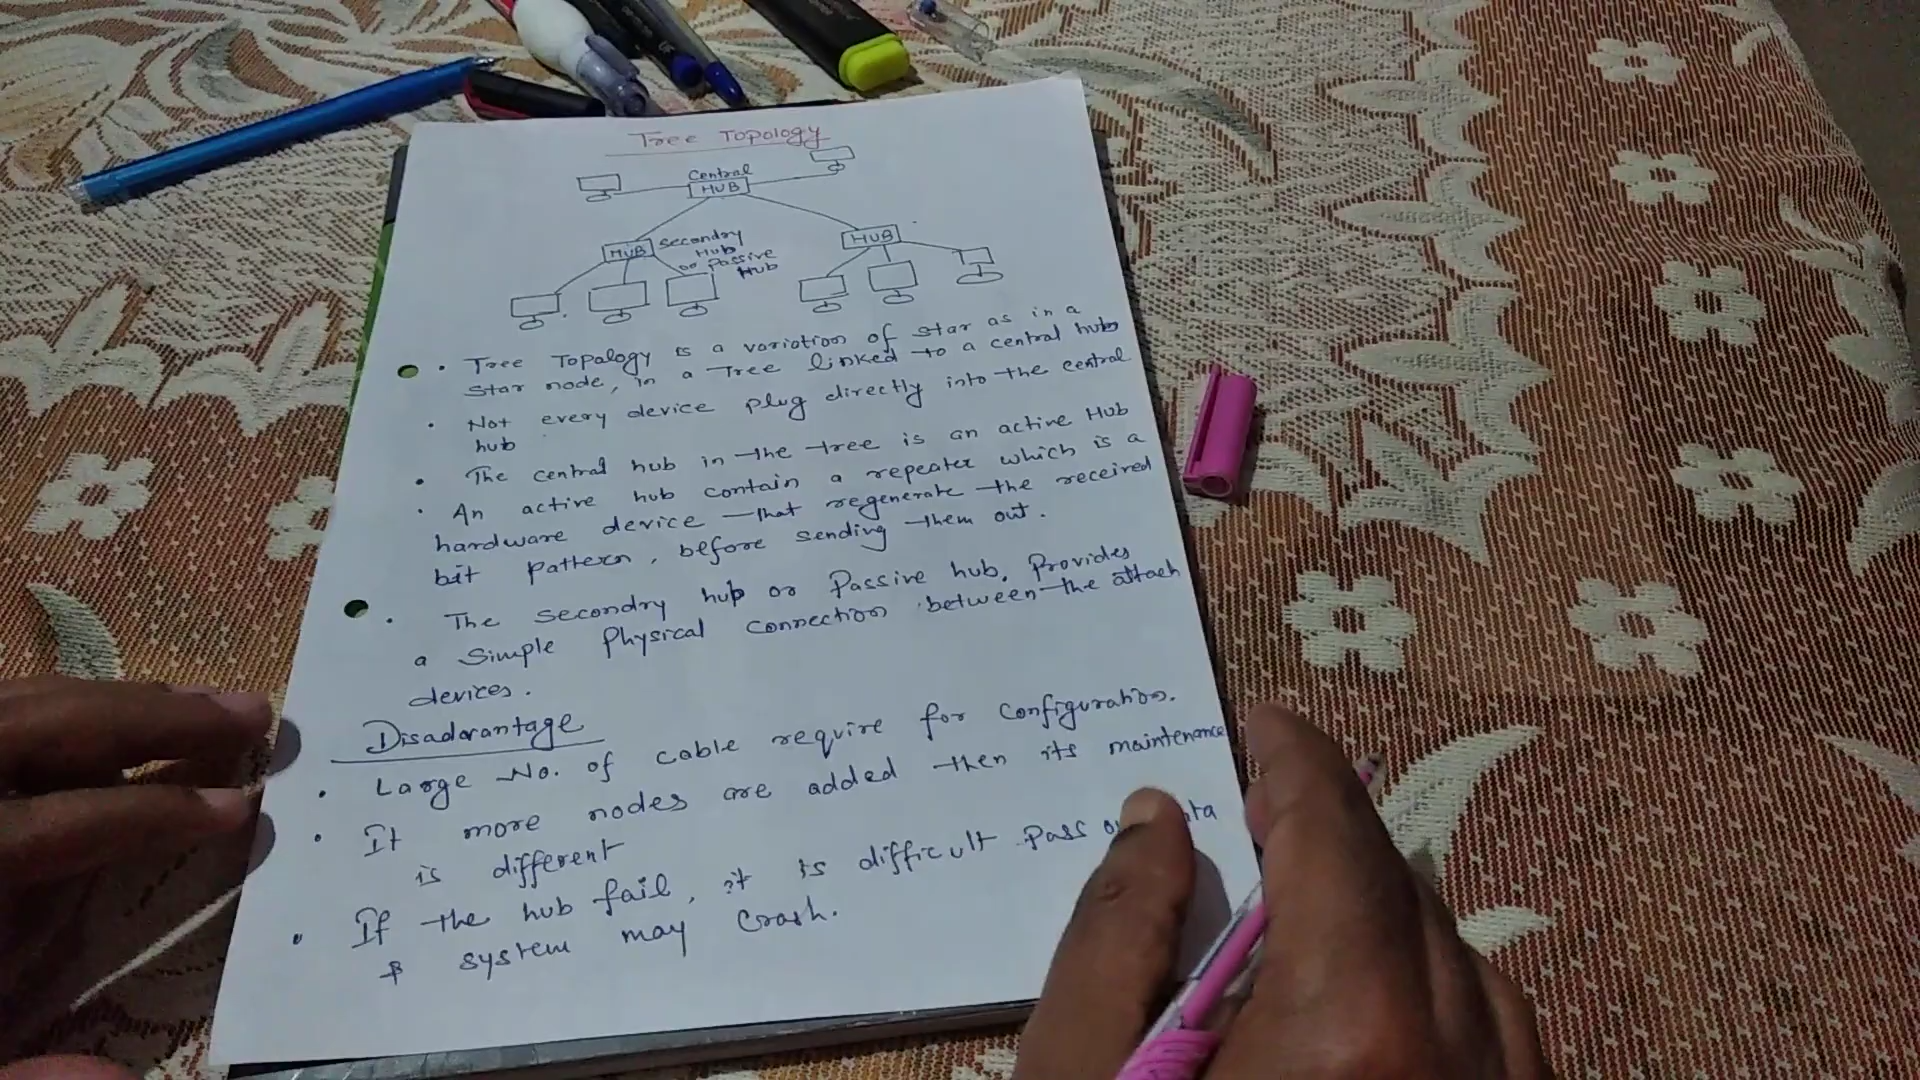 Tree Topology
Central
HUB
HUB
Secondry
Hub
or Passive
Hub
HUB
• Tree Topalogy is a variation of star as in a
star node, in a Tree linked to a central hub
• Not every device plug directly into the central
hub
• The central hub in the tree is an active Hub
• An active hub contain a repeater which is a
hardware device that regenerate the received
bit pattern, before sending them out.
• The secondry hub or Passive hub. Provides
a Simple Physical connection between the attach
devices.
Disadvantage
• Large No. of cable require for configuration.
• If more nodes are added then its maintenance
is different
• If the hub fail, it is difficult pass
& system may crash.